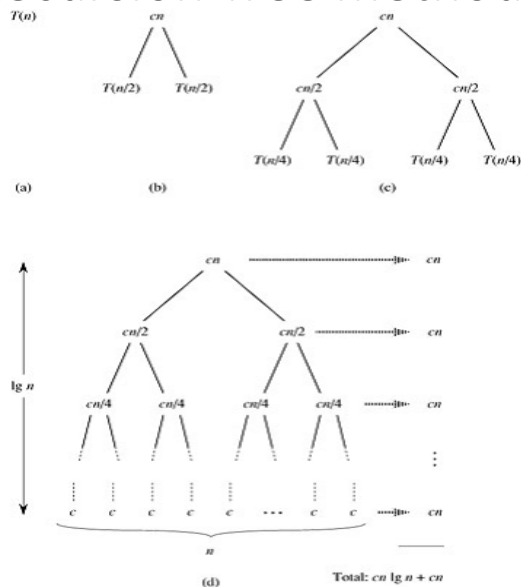 T(n) cn cn
cn/2 cn/2
T(n/2) T(n/2)
T(n/4) T(n/4) T(n/4) T(n/4)
(a) (b) (c)
cn cn
cn/2 cn/2 cn
lg n
cn/4 cn/4 cn/4 cn/4 cn
c c c c c ... c c cn
n
(d)
Total: cn lg n + cn